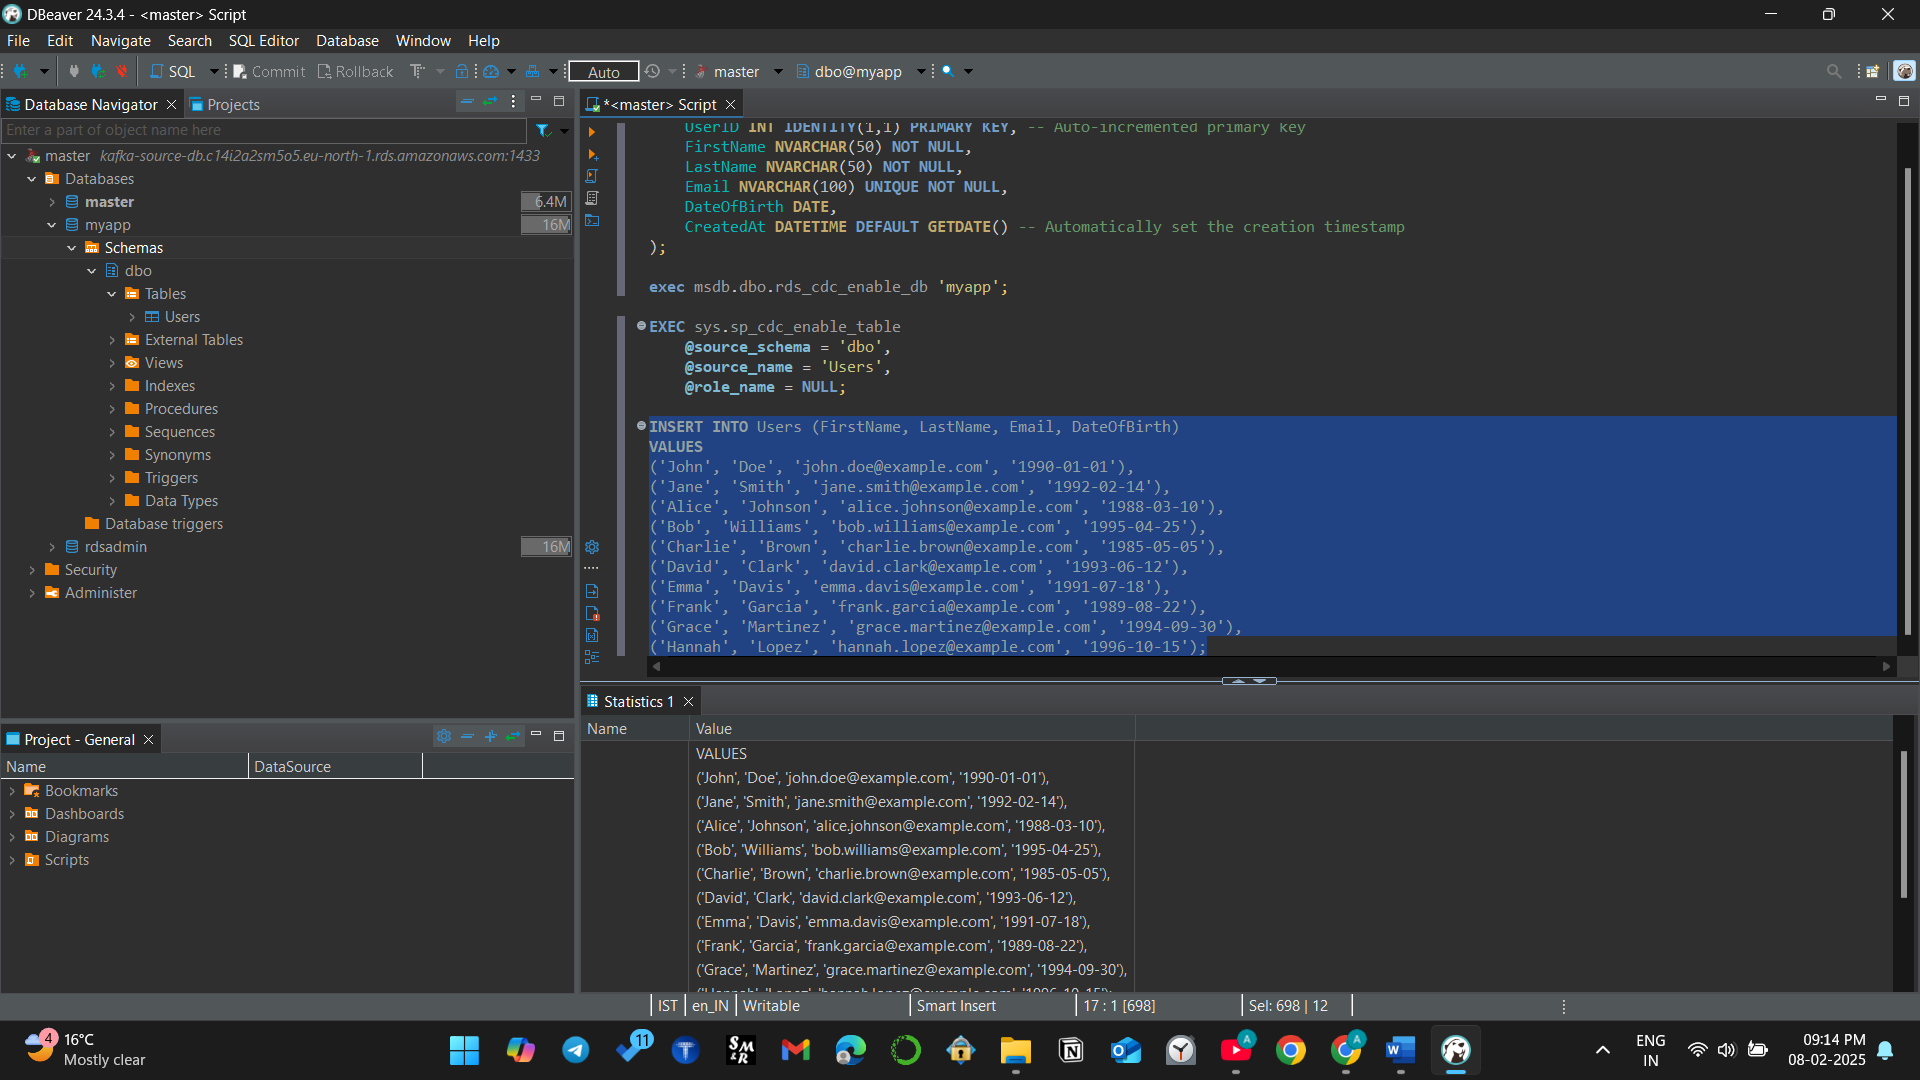 DBeaver 24.3.4 - <master> Script
File Edit Navigate Search SQL Editor Database Window Help
SQL Commit Rollback Auto master dbo@myapp
Database Navigator Projects
Enter a part of object name here
master kafka-source-db.c14i2a2sm5o5.eu-north-1.rds.amazonaws.com:1433
Databases
master 6.4M
myapp 16M
Schemas
dbo
Tables
Users
External Tables
Views
Indexes
Procedures
Sequences
Synonyms
Triggers
Data Types
Database triggers
rdsadmin 16M
Security
Administer
Project - General
Name DataSource
Bookmarks
Dashboards
Diagrams
Scripts
*<master> Script
UserID INT IDENTITY(1,1) PRIMARY KEY, -- Auto-incremented primary key
FirstName NVARCHAR(50) NOT NULL,
LastName NVARCHAR(50) NOT NULL,
Email NVARCHAR(100) UNIQUE NOT NULL,
DateOfBirth DATE,
CreatedAt DATETIME DEFAULT GETDATE() -- Automatically set the creation timestamp
);
exec msdb.dbo.rds_cdc_enable_db 'myapp';
EXEC sys.sp_cdc_enable_table
@source_schema = 'dbo',
@source_name = 'Users',
@role_name = NULL;
INSERT INTO Users (FirstName, LastName, Email, DateOfBirth)
VALUES
('John', 'Doe', 'john.doe@example.com', '1990-01-01'),
('Jane', 'Smith', 'jane.smith@example.com', '1992-02-14'),
('Alice', 'Johnson', 'alice.johnson@example.com', '1988-03-10'),
('Bob', 'Williams', 'bob.williams@example.com', '1995-04-25'),
('Charlie', 'Brown', 'charlie.brown@example.com', '1985-05-05'),
('David', 'Clark', 'david.clark@example.com', '1993-06-12'),
('Emma', 'Davis', 'emma.davis@example.com', '1991-07-18'),
('Frank', 'Garcia', 'frank.garcia@example.com', '1989-08-22'),
('Grace', 'Martinez', 'grace.martinez@example.com', '1994-09-30'),
('Hannah', 'Lopez', 'hannah.lopez@example.com', '1996-10-15');
Statistics 1
Name Value
VALUES
('John', 'Doe', 'john.doe@example.com', '1990-01-01'),
('Jane', 'Smith', 'jane.smith@example.com', '1992-02-14'),
('Alice', 'Johnson', 'alice.johnson@example.com', '1988-03-10'),
('Bob', 'Williams', 'bob.williams@example.com', '1995-04-25'),
('Charlie', 'Brown', 'charlie.brown@example.com', '1985-05-05'),
('David', 'Clark', 'david.clark@example.com', '1993-06-12'),
('Emma', 'Davis', 'emma.davis@example.com', '1991-07-18'),
('Frank', 'Garcia', 'frank.garcia@example.com', '1989-08-22'),
('Grace', 'Martinez', 'grace.martinez@example.com', '1994-09-30'),
('Hannah', 'Lopez', 'hannah.lopez@example.com', '1996-10-15');
IST en_IN Writable Smart Insert 17 : 1 [698] Sel: 698 | 12
4 16°C
Mostly clear
11
SM
&R
A
A
ENG
IN
09:14 PM
08-02-2025